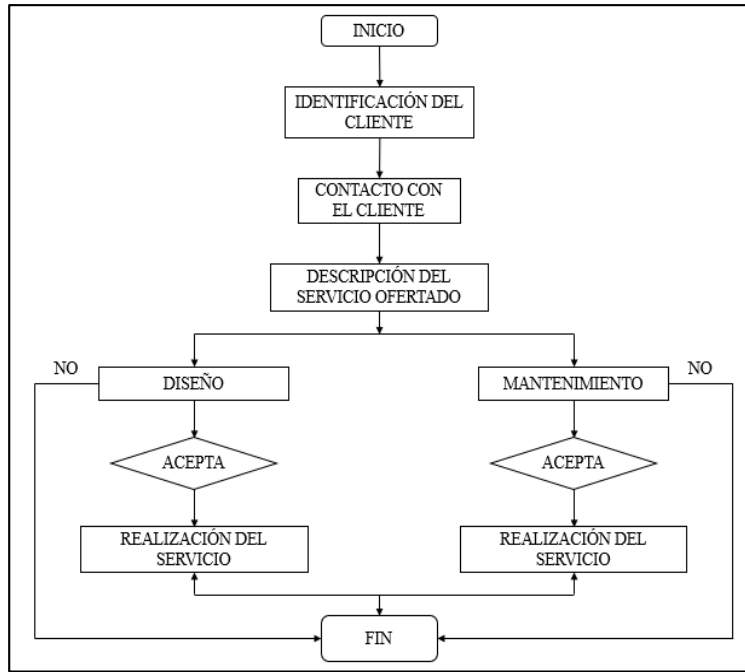 INICIO
IDENTIFICACIÓN DEL
CLIENTE
CONTACTO CON
EL CLIENTE
DESCRIPCIÓN DEL
SERVICIO OFERTADO
NO
DISEÑO
MANTENIMIENTO
NO
ACEPTA
ACEPTA
REALIZACIÓN DEL
SERVICIO
REALIZACIÓN DEL
SERVICIO
FIN